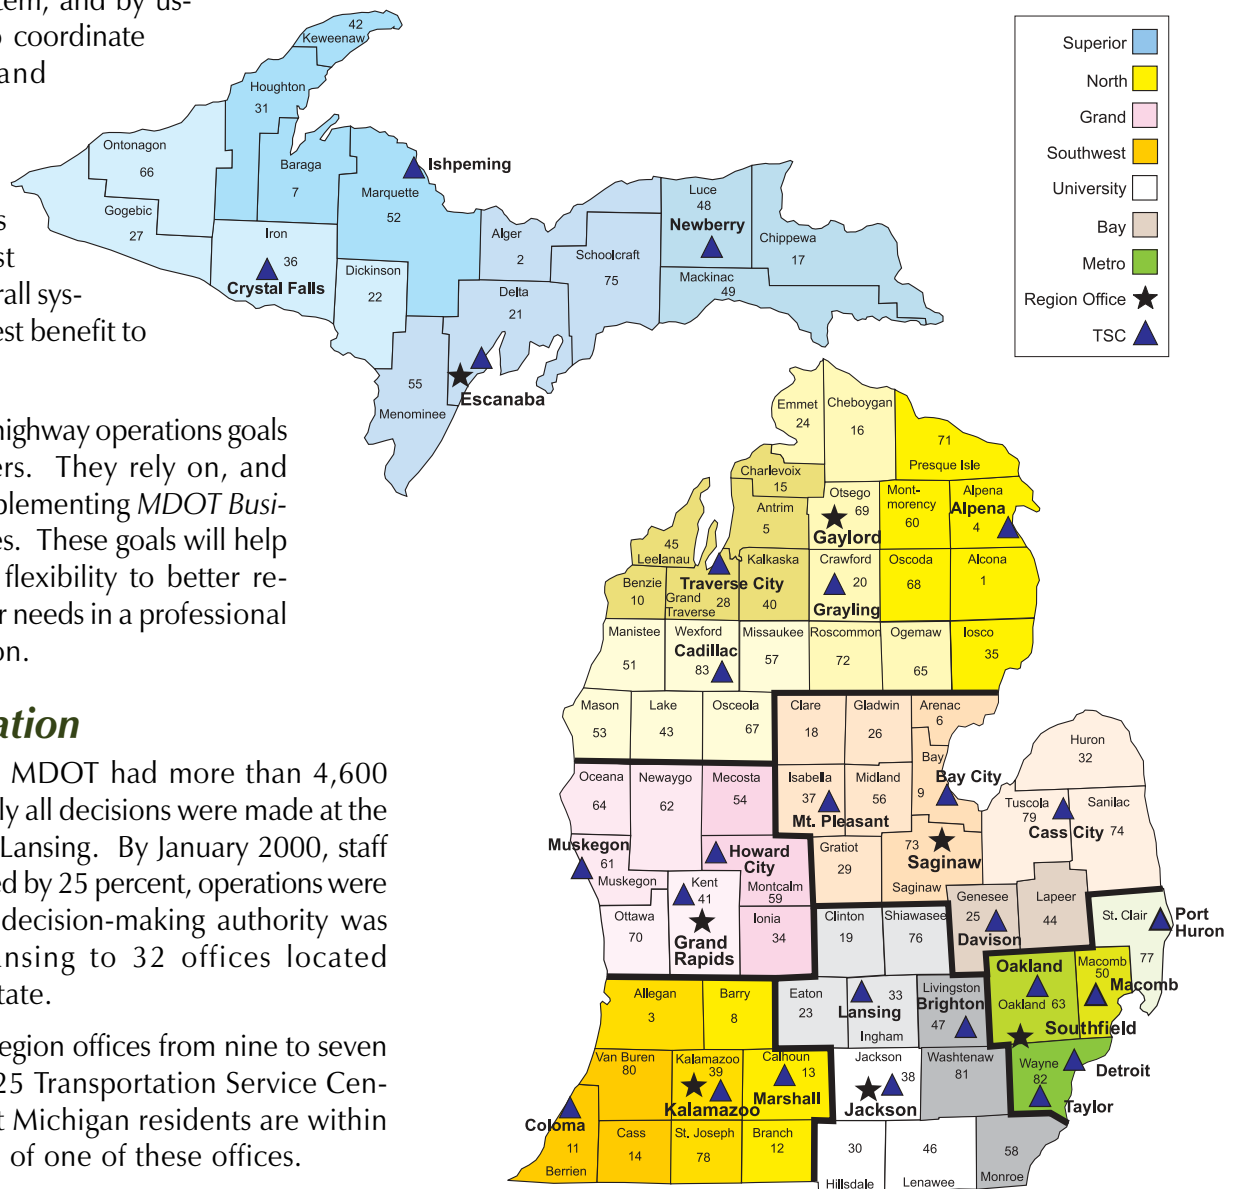 tem, and by us-
o coordinate
and
s
st
rall sys-
est benefit to
highway operations goals
ers. They rely on, and
plementing MDOT Busi-
es. These goals will help
flexibility to better re-
r needs in a professional
on.
ation
MDOT had more than 4,600
ly all decisions were made at the
Lansing. By January 2000, staff
ed by 25 percent, operations were
decision-making authority was
ansing to 32 offices located
tate.
egion offices from nine to seven
25 Transportation Service Cen-
t Michigan residents are within
of one of these offices.
Superior
North
Grand
Southwest
University
Bay
Metro
Region Office
TSC
42
Keweenaw
Houghton
31
Ontonagon
66
Baraga
7
Ishpeming
Marquette
52
Gogebic
27
Iron
36
Crystal Falls
Dickinson
22
Alger
2
Schoolcraft
75
Luce
48
Newberry
Chippewa
17
Mackinac
49
Delta
21
55
Menominee
Escanaba
Emmet
24
Cheboygan
16
71
Presque Isle
Charlevoix
15
Antrim
5
Otsego
69
Gaylord
Mont-
morency
60
Alpena
Alpena
4
45
Leelanau
Traverse City
Kalkaska
40
Crawford
20
Grayling
Oscoda
68
Alcona
1
Benzie
10
Grand
Traverse
28
Manistee
51
Wexford
Cadillac
83
Missaukee
57
Roscommon
72
Ogemaw
65
Iosco
35
Mason
53
Lake
43
Osceola
67
Clare
18
Gladwin
26
Arenac
6
Huron
32
Oceana
64
Newaygo
62
Mecosta
54
Isabella
37
Mt. Pleasant
Midland
56
Bay
9
Bay City
Tuscola
79
Cass City
Sanilac
74
Muskegon
61
Muskegon
Howard
City
Montcalm
59
Gratiot
29
73
Saginaw
Saginaw
Kent
41
Grand
Rapids
Ottawa
70
Ionia
34
Clinton
19
Shiawasee
76
Genesee
25
Davison
Lapeer
44
St. Clair
77
Port
Huron
Allegan
3
Barry
8
Eaton
23
Lansing
33
Ingham
Livingston
Brighton
47
Oakland
Oakland 63
Southfield
Macomb
50
Macomb
Van Buren
80
Kalamazoo
39
Kalamazoo
Calhoun
13
Marshall
Jackson
38
Jackson
Washtenaw
81
Wayne
82
Detroit
Taylor
Coloma
11
Berrien
Cass
14
St. Joseph
78
Branch
12
30
Hillsdale
46
Lenawee
58
Monroe